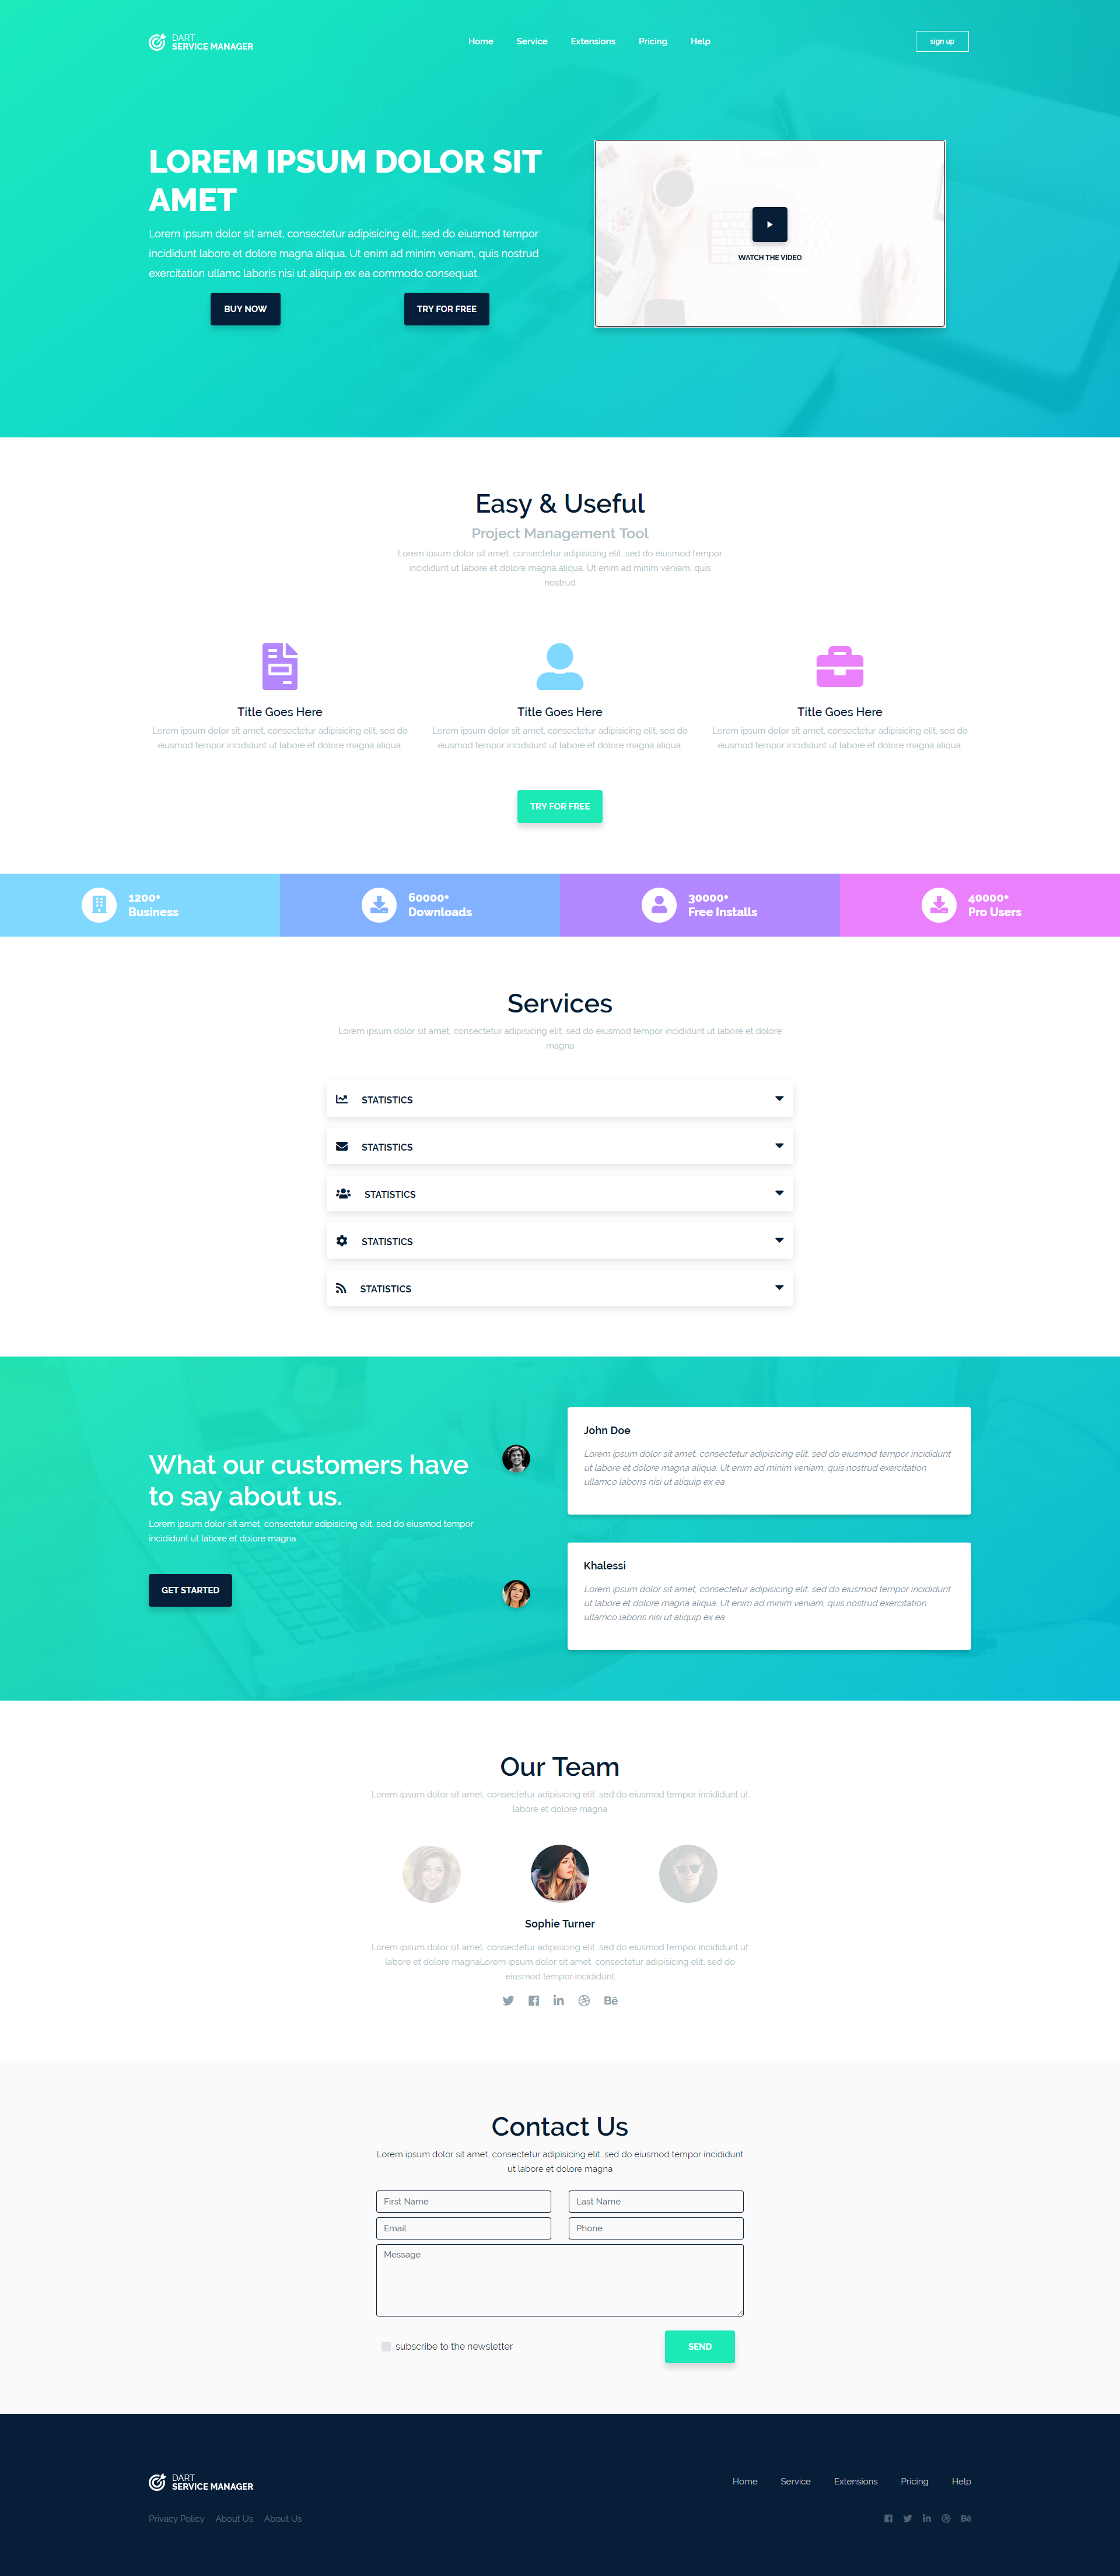 DART
SERVICE MANAGER
Home Service Extensions Pricing Help
sign up
LOREM IPSUM DOLOR SIT
AMET
Lorem ipsum dolor sit amet, consectetur adipisicing elit, sed do eiusmod tempor
incididunt labore et dolore magna aliqua. Ut enim ad minim veniam, quis nostrud
exercitation ullamc laboris nisi ut aliquip ex ea commodo consequat.
BUY NOW
TRY FOR FREE
WATCH THE VIDEO
Easy & Useful
Project Management Tool
Lorem ipsum dolor sit amet, consectetur adipisicing elit, sed do eiusmod tempor
incididunt ut labore et dolore magna aliqua. Ut enim ad minim veniam, quis
nostrud
Title Goes Here
Lorem ipsum dolor sit amet, consectetur adipisicing elit, sed do
eiusmod tempor incididunt ut labore et dolore magna aliqua.
Title Goes Here
Lorem ipsum dolor sit amet, consectetur adipisicing elit, sed do
eiusmod tempor incididunt ut labore et dolore magna aliqua.
Title Goes Here
Lorem ipsum dolor sit amet, consectetur adipisicing elit, sed do
eiusmod tempor incididunt ut labore et dolore magna aliqua.
TRY FOR FREE
1200+
Business
60000+
Downloads
30000+
Free Installs
40000+
Pro Users
Services
Lorem ipsum dolor sit amet, consectetur adipisicing elit, sed do eiusmod tempor incididunt ut labore et dolore
magna
STATISTICS
STATISTICS
STATISTICS
STATISTICS
STATISTICS
What our customers have
to say about us.
Lorem ipsum dolor sit amet, consectetur adipisicing elit, sed do eiusmod tempor
incididunt ut labore et dolore magna
GET STARTED
John Doe
Lorem ipsum dolor sit amet, consectetur adipisicing elit, sed do eiusmod tempor incididunt
ut labore et dolore magna aliqua. Ut enim ad minim veniam, quis nostrud exercitation
ullamco laboris nisi ut aliquip ex ea
Khalessi
Lorem ipsum dolor sit amet, consectetur adipisicing elit, sed do eiusmod tempor incididunt
ut labore et dolore magna aliqua. Ut enim ad minim veniam, quis nostrud exercitation
ullamco laboris nisi ut aliquip ex ea
Our Team
Lorem ipsum dolor sit amet, consectetur adipisicing elit, sed do eiusmod tempor incididunt ut
labore et dolore magna
Sophie Turner
Lorem ipsum dolor sit amet, consectetur adipisicing elit, sed do eiusmod tempor incididunt ut
labore et dolore magnaLorem ipsum dolor sit amet, consectetur adipisicing elit, sed do
eiusmod tempor incididunt
Bē
Contact Us
Lorem ipsum dolor sit amet, consectetur adipisicing elit, sed do eiusmod tempor incididunt
ut labore et dolore magna
First Name
Last Name
Email
Phone
Message
subscribe to the newsletter
SEND
DART
SERVICE MANAGER
Home Service Extensions Pricing Help
Privacy Policy About Us About Us
Bē